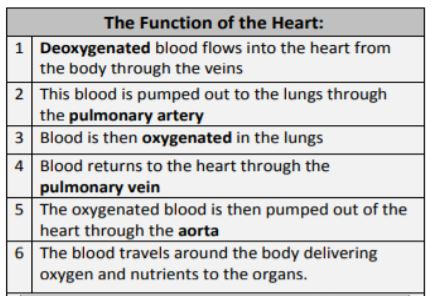 The Function of the Heart:
1 Deoxygenated blood flows into the heart from
the body through the veins
2 This blood is pumped out to the lungs through
the pulmonary artery
3 Blood is then oxygenated in the lungs
4 Blood returns to the heart through the
pulmonary vein
5 The oxygenated blood is then pumped out of the
heart through the aorta
6 The blood travels around the body delivering
oxygen and nutrients to the organs.